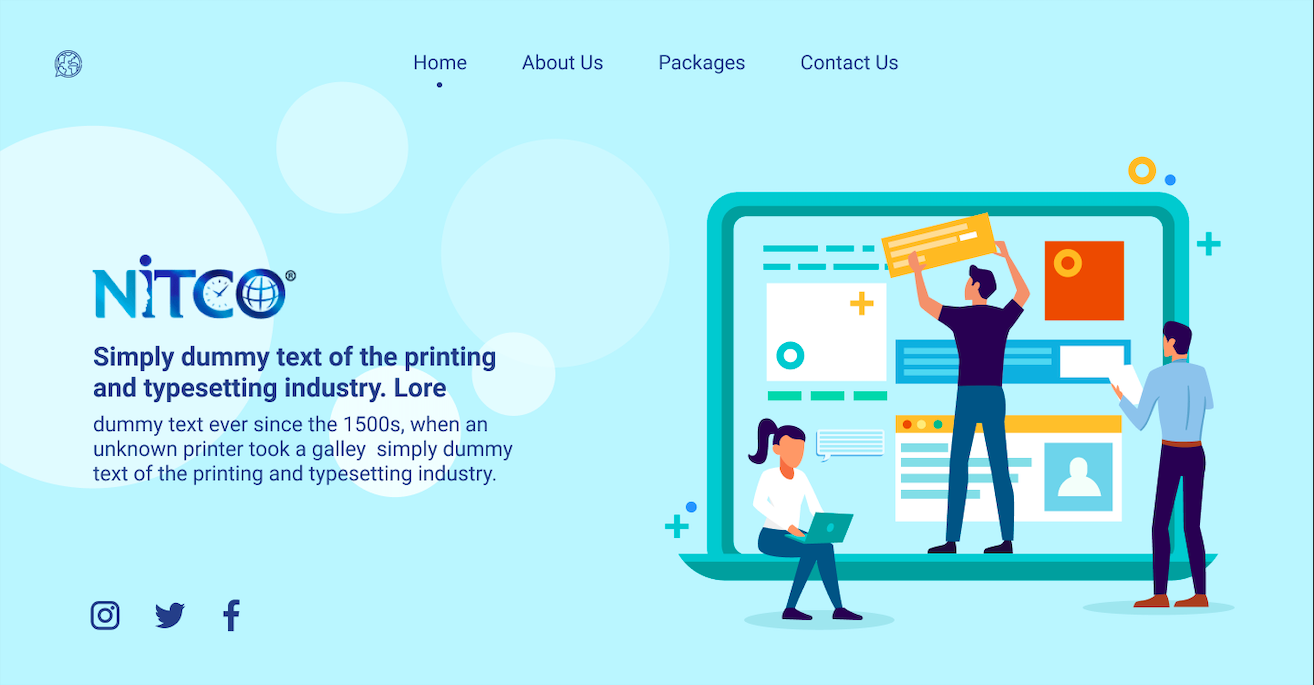 Home About Us Packages Contact Us
NiTCO®
Simply dummy text of the printing
and typesetting industry. Lore
dummy text ever since the 1500s, when an
unknown printer took a galley  simply dummy
text of the printing and typesetting industry.